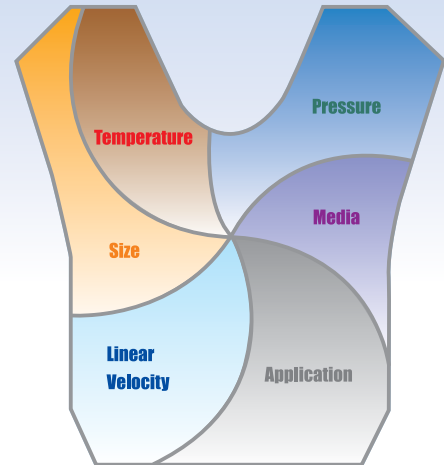 Pressure
Temperature
Media
Size
Linear
Velocity
Application